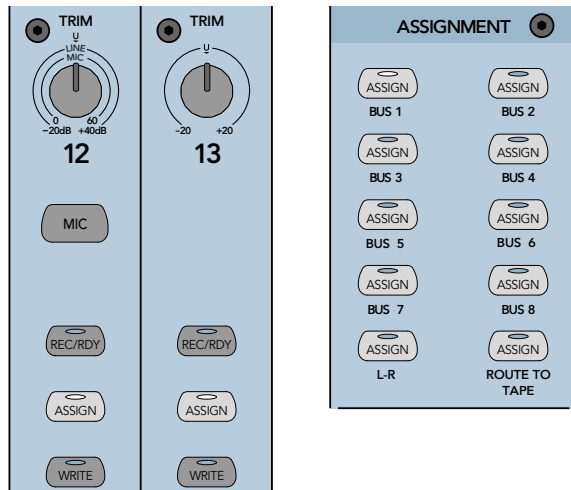 TRIM
U
LINE
MIC
0 60
−20dB +40dB
12
MIC
REC/RDY
ASSIGN
WRITE
TRIM
U
-20 +20
13
REC/RDY
ASSIGN
WRITE
ASSIGNMENT
ASSIGN ASSIGN
BUS 1 BUS 2
ASSIGN ASSIGN
BUS 3 BUS 4
ASSIGN ASSIGN
BUS 5 BUS 6
ASSIGN ASSIGN
BUS 7 BUS 8
ASSIGN ASSIGN
L-R ROUTE TO
TAPE